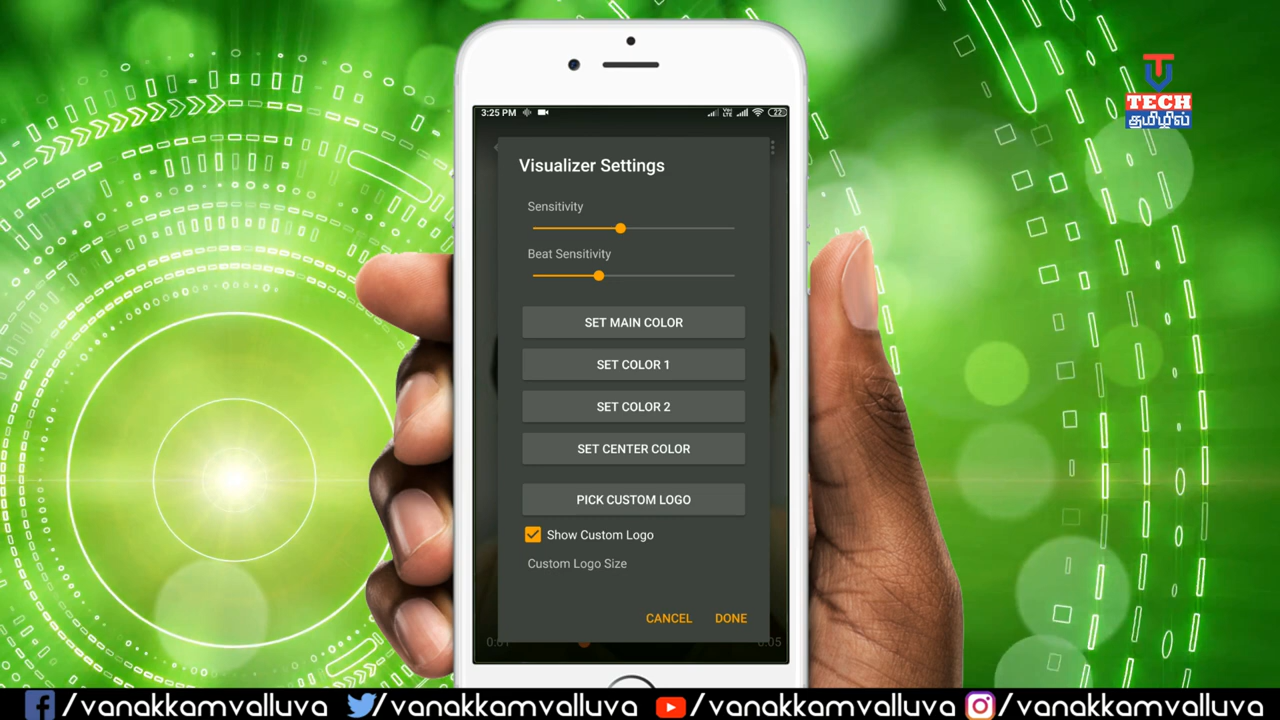 TECH
தமிழில்
3:25 PM
Visualizer Settings
Sensitivity
Beat Sensitivity
SET MAIN COLOR
SET COLOR 1
SET COLOR 2
SET CENTER COLOR
PICK CUSTOM LOGO
Show Custom Logo
Custom Logo Size
CANCEL DONE
/vanakkamvalluva /vanakkamvalluva /vanakkamvalluva /vanakkamvalluva